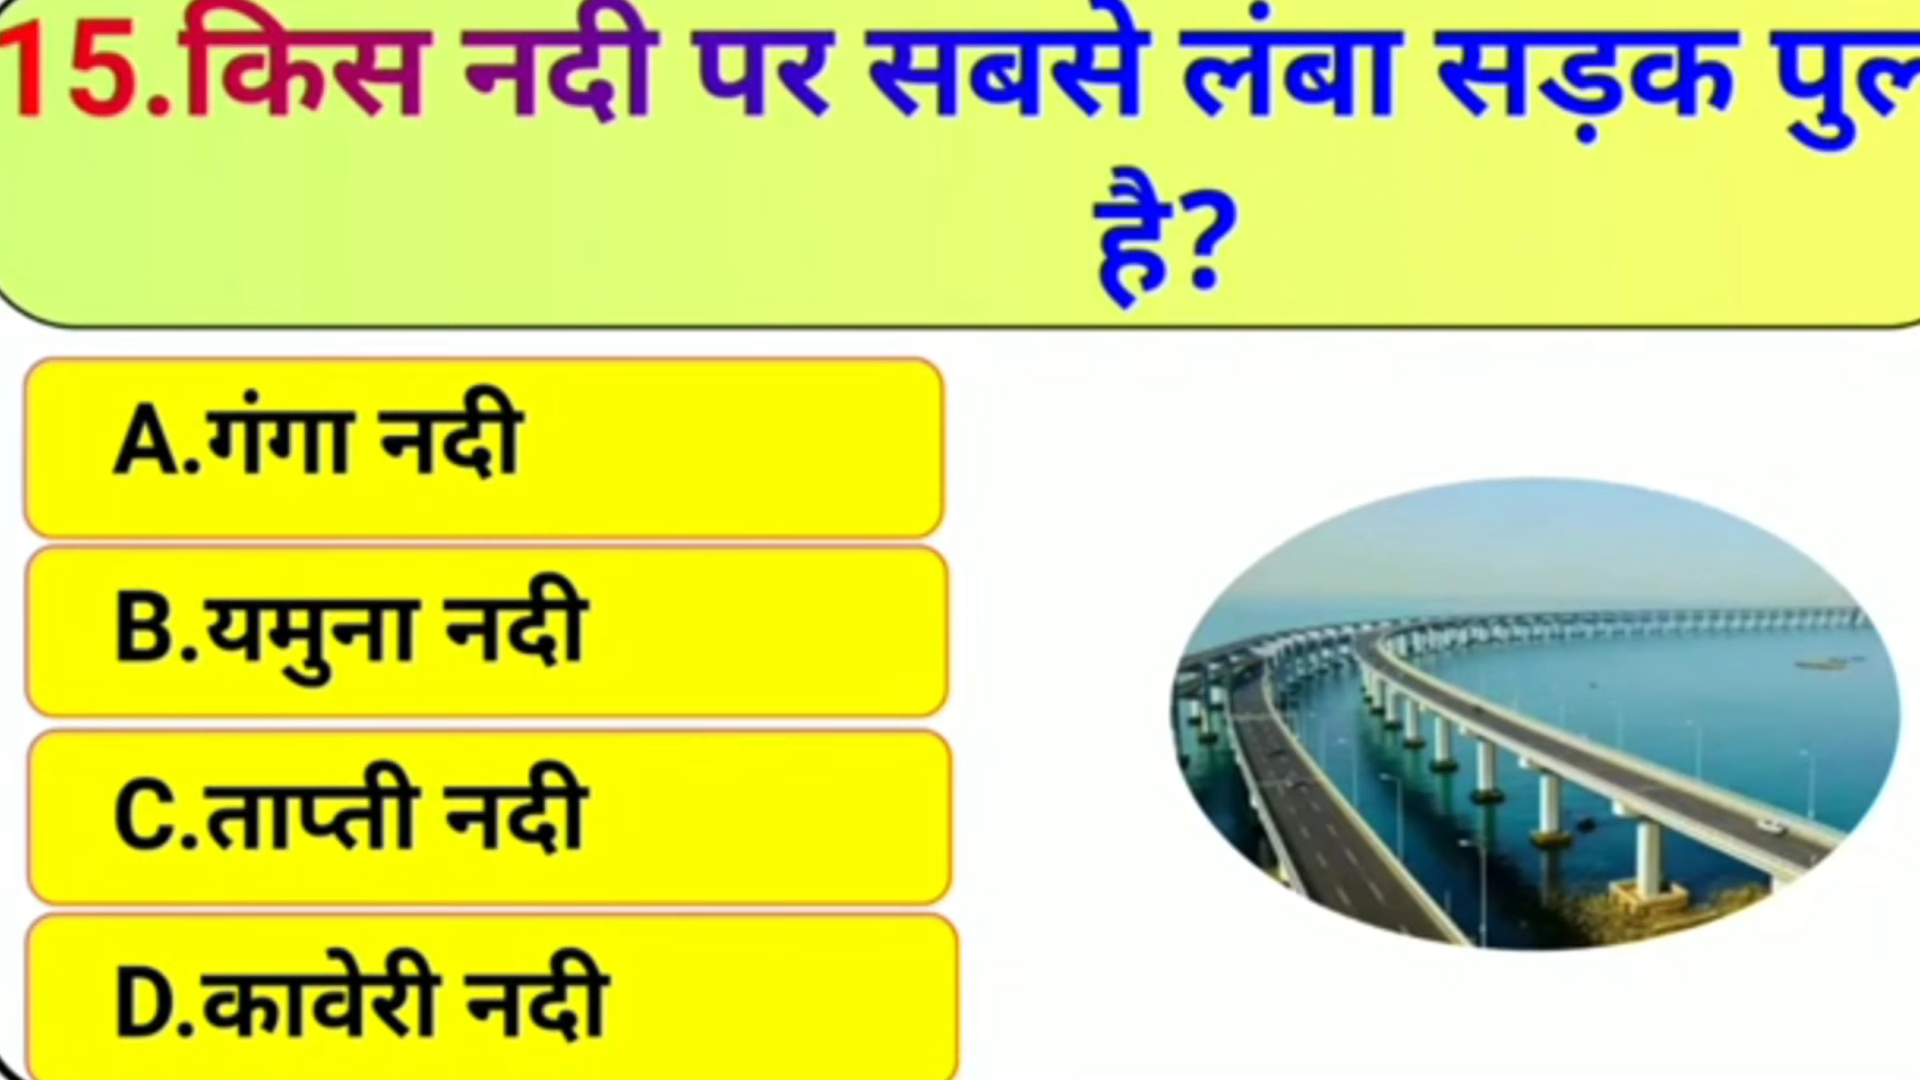 15.किस नदी पर सबसे लंबा सड़क पुल
है?
A.गंगा नदी
B.यमुना नदी
C.ताप्ती नदी
D.कावेरी नदी